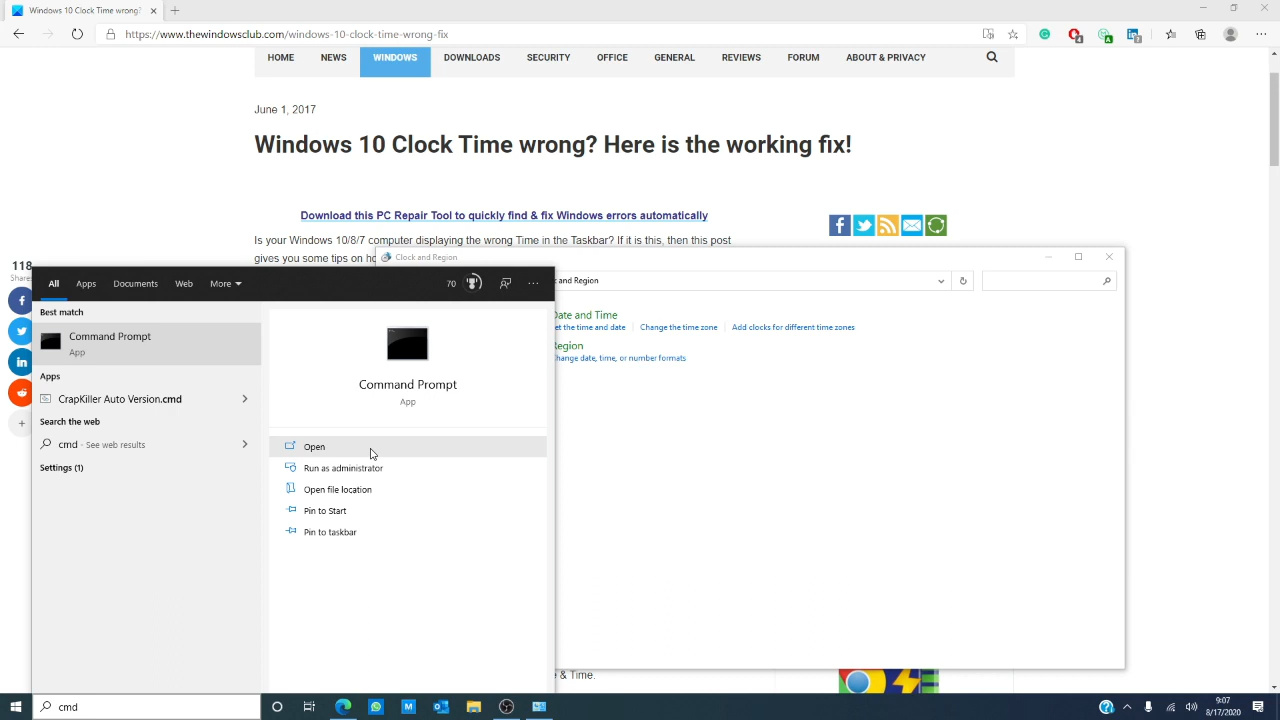 Windows 10 Clock Time wrong?
https://www.thewindowsclub.com/windows-10-clock-time-wrong-fix
HOME NEWS WINDOWS DOWNLOADS SECURITY OFFICE GENERAL REVIEWS FORUM ABOUT & PRIVACY
June 1, 2017
Windows 10 Clock Time wrong? Here is the working fix!
Download this PC Repair Tool to quickly find & fix Windows errors automatically
Is your Windows 10/8/7 computer displaying the wrong Time in the Taskbar? If it is this, then this post
gives you some tips on ho
118
Shares
Clock and Region
and Region
Date and Time
et the time and date Change the time zone Add clocks for different time zones
Region
Change date, time, or number formats
All Apps Documents Web More 70
Best match
Command Prompt
App
Apps
CrapKiller Auto Version.cmd
Search the web
cmd - See web results
Settings (1)
Command Prompt
App
Open
Run as administrator
Open file location
Pin to Start
Pin to taskbar
e & Time.
cmd
9:07
8/17/2020